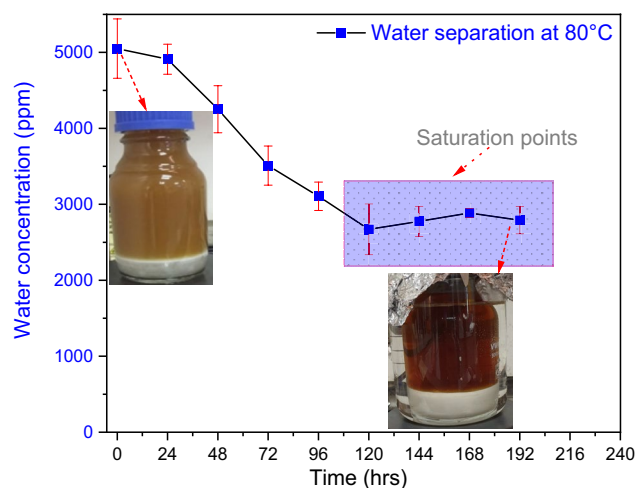 Water separation at 80°C
Saturation points
Water concentration (ppm)
5000
4000
3000
2000
1000
0
0 24 48 72 96 120 144 168 192 216 240
Time (hrs)